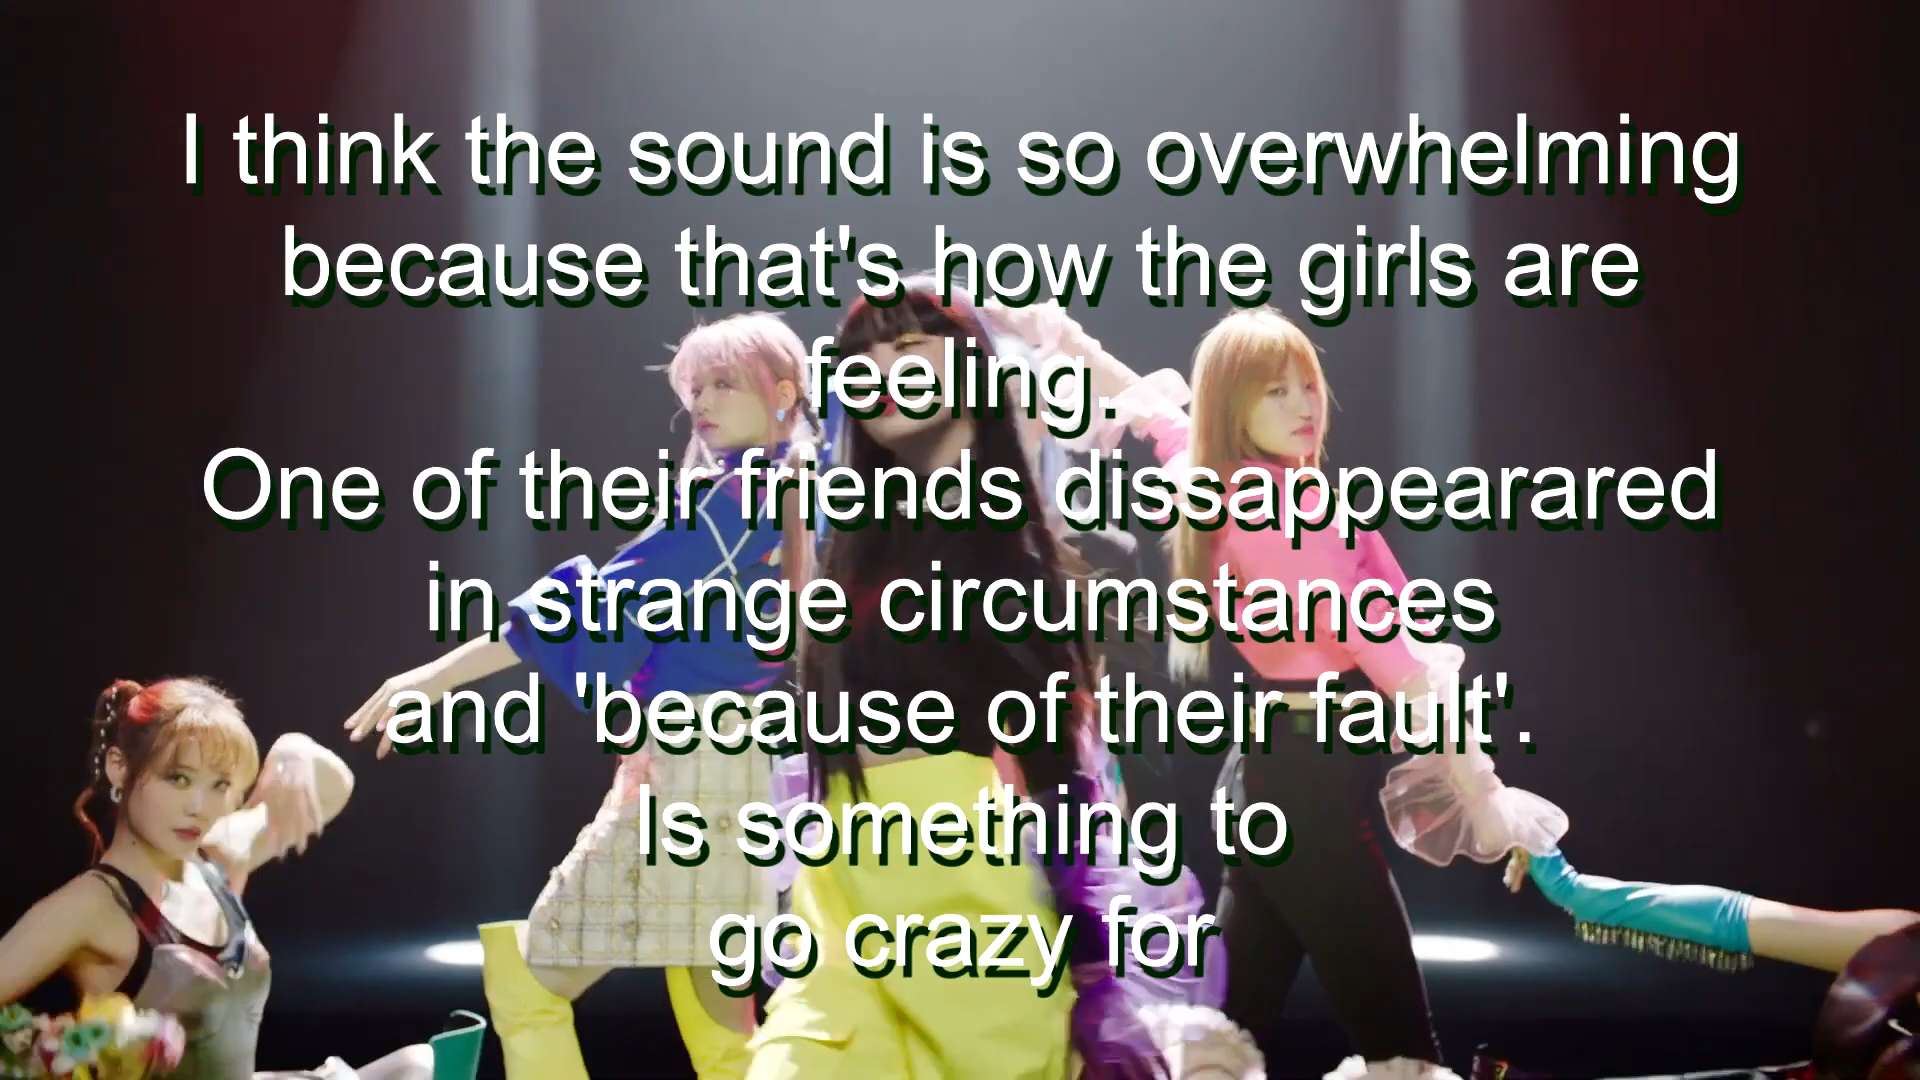 I think the sound is so overwhelming
because that's how the girls are
feeling.
One of their friends dissappearared
in strange circumstances
and 'because of their fault'.
Is something to
go crazy for